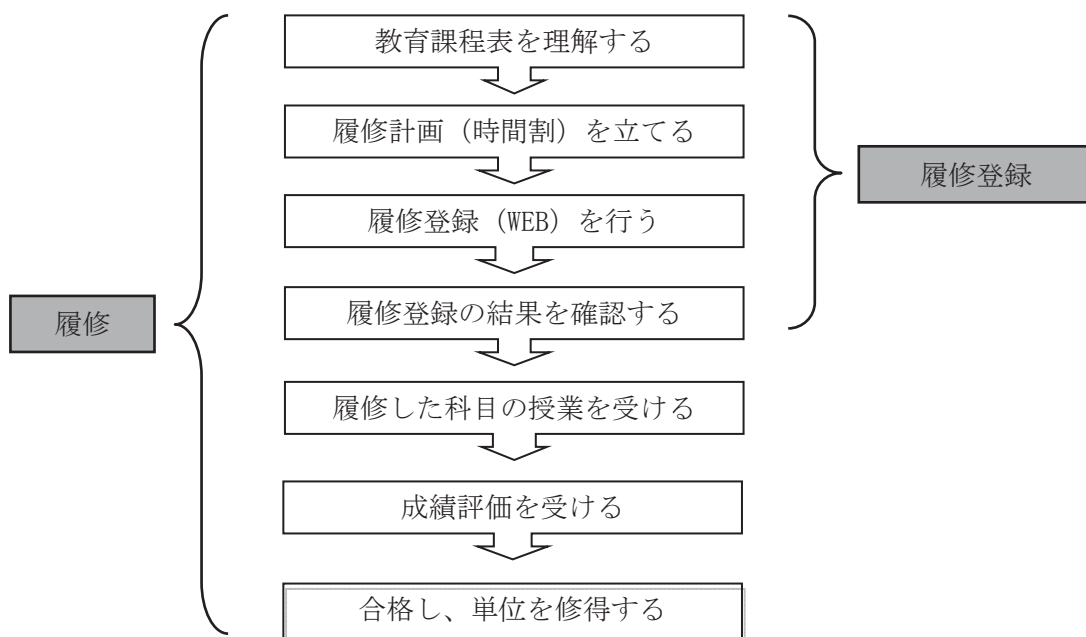 教育課程表を理解する
履修計画（時間割）を立てる
履修登録
履修登録（WEB）を行う
履修
履修登録の結果を確認する
履修した科目の授業を受ける
成績評価を受ける
合格し、単位を修得する